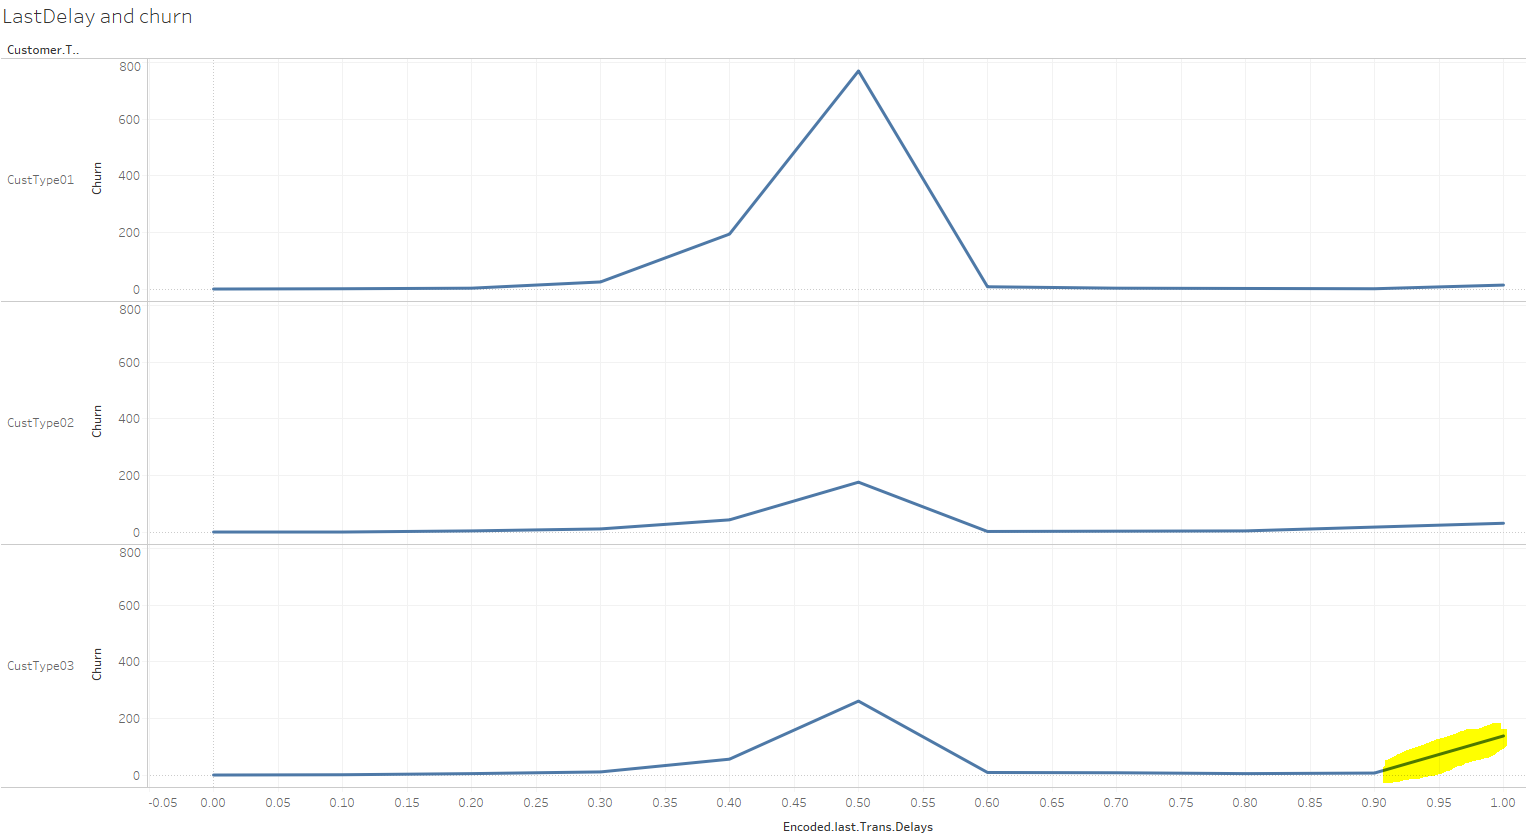 LastDelay and churn
Customer.T..
CustType01
Churn
800
600
400
200
0
CustType02
Churn
800
600
400
200
0
CustType03
Churn
800
600
400
200
0
-0.05 0.00 0.05 0.10 0.15 0.20 0.25 0.30 0.35 0.40 0.45 0.50 0.55 0.60 0.65 0.70 0.75 0.80 0.85 0.90 0.95 1.00
Encoded.last.Trans.Delays